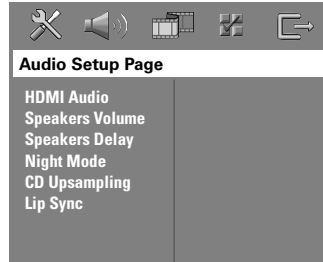 Audio Setup Page
HDMI Audio
Speakers Volume
Speakers Delay
Night Mode
CD Upsampling
Lip Sync